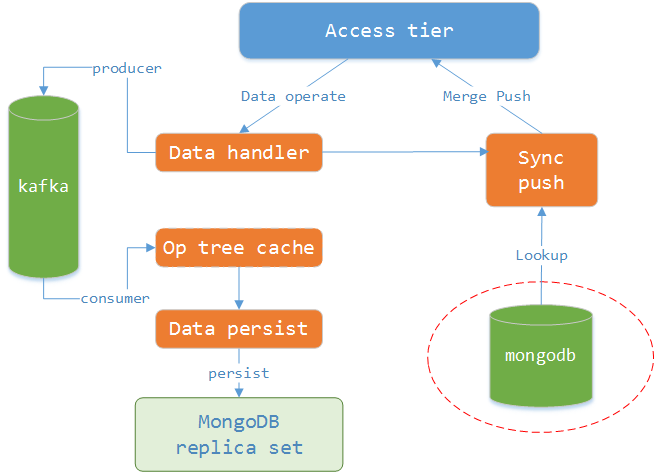 Access tier
producer
Data operate
Merge Push
Data handler
Sync
push
kafka
Op tree cache
Lookup
consumer
Data persist
mongodb
persist
MongoDB
replica set